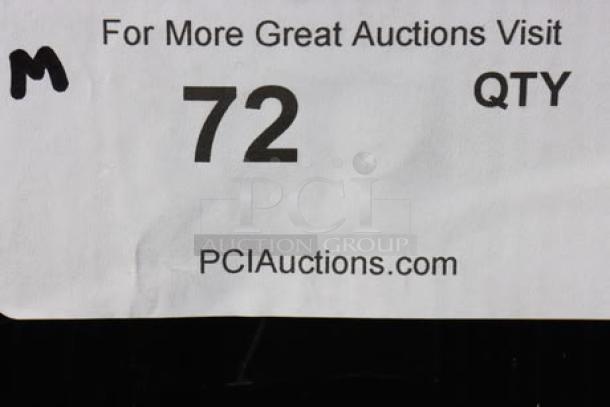 For More Great Auctions Visit
M
72
QTY
PCI
AUCTION GROUP
PCIAuctions.com